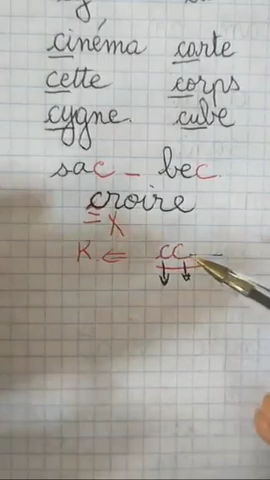 cinéma carte
cette corps
cygne. cube
sac - bec
croire
X
K ⇐ cc